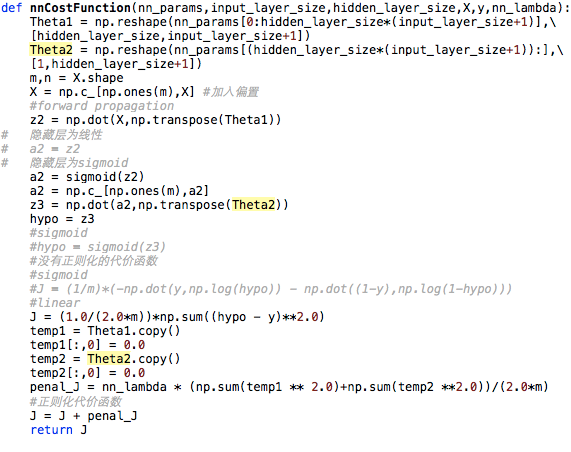 def nnCostFunction(nn_params,input_layer_size,hidden_layer_size,X,y,nn_lambda):
    Theta1 = np.reshape(nn_params[0:hidden_layer_size*(input_layer_size+1)],\
    [hidden_layer_size,input_layer_size+1])
    Theta2 = np.reshape(nn_params[(hidden_layer_size*(input_layer_size+1)):],\
    [1,hidden_layer_size+1])
    m,n = X.shape
    X = np.c_[np.ones(m),X] #加入偏置
    #forward propagation
    z2 = np.dot(X,np.transpose(Theta1))
#   隐藏层为线性
#   a2 = z2
#   隐藏层为sigmoid
    a2 = sigmoid(z2)
    a2 = np.c_[np.ones(m),a2]
    z3 = np.dot(a2,np.transpose(Theta2))
    hypo = z3
    #sigmoid
    #hypo = sigmoid(z3)
    #没有正则化的代价函数
    #sigmoid
    #J = (1/m)*(-np.dot(y,np.log(hypo)) - np.dot((1-y),np.log(1-hypo)))
    #linear
    J = (1.0/(2.0*m))*np.sum((hypo - y)**2.0)
    temp1 = Theta1.copy()
    temp1[:,0] = 0.0
    temp2 = Theta2.copy()
    temp2[:,0] = 0.0
    penal_J = nn_lambda * (np.sum(temp1 ** 2.0)+np.sum(temp2 **2.0))/(2.0*m)
    #正则化代价函数
    J = J + penal_J
    return J